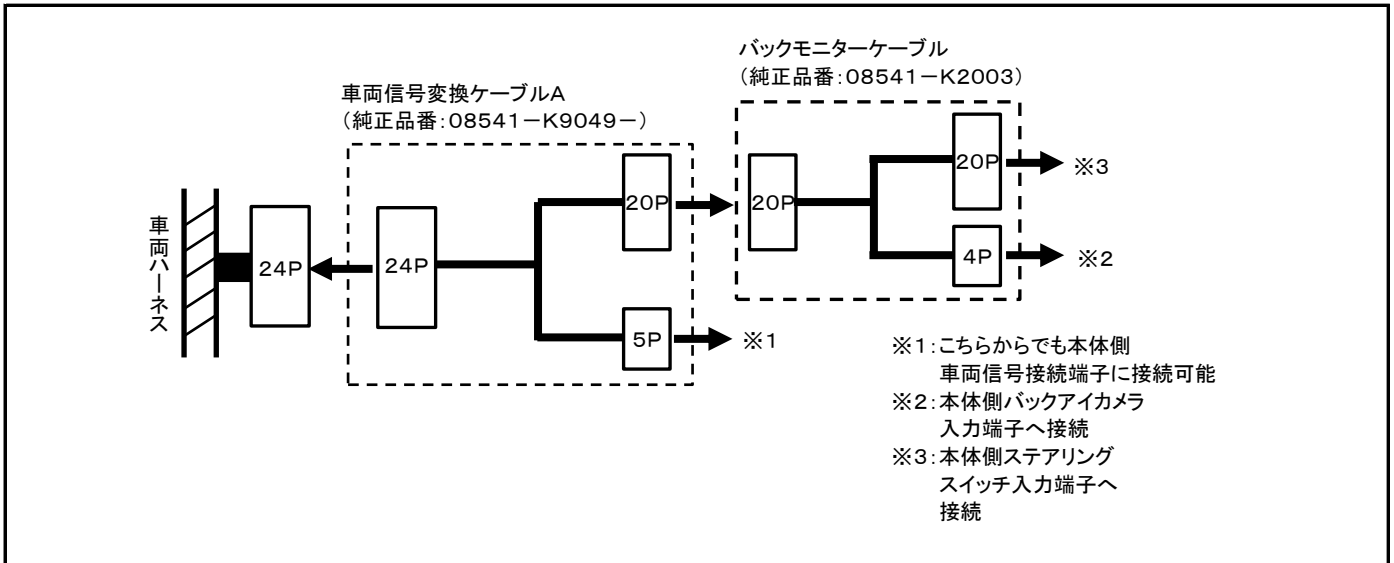 バックモニターケーブル
（純正品番：08541－K2003）
車両信号変換ケーブルA
（純正品番：08541－K9049－）
車両ハーネス
24P
24P
20P
5P
※1
20P
20P
※3
4P
※2
※1：こちらからでも本体側
車両信号接続端子に接続可能
※2：本体側バックアイカメラ
入力端子へ接続
※3：本体側ステアリング
スイッチ入力端子へ
接続